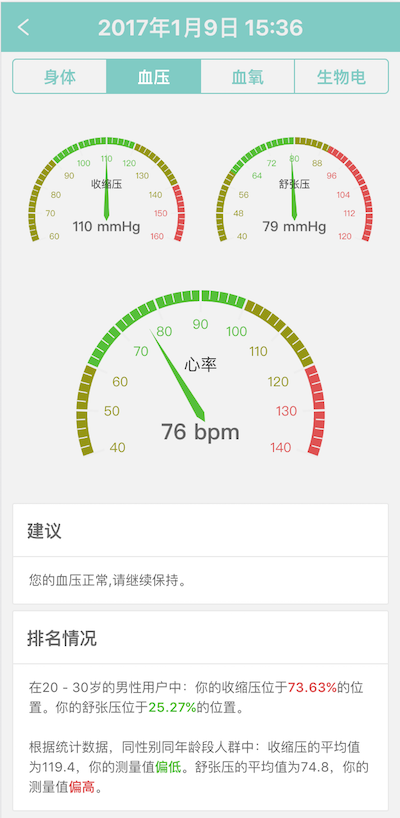 2017年1月9日 15:36
身体 血压 血氧 生物电
60 70 80 90 100 110 120 130 140 150 160
收缩压
110 mmHg
40 48 56 64 72 80 88 96 104 112 120
舒张压
79 mmHg
40 50 60 70 80 90 100 110 120 130 140
心率
76 bpm
建议
您的血压正常,请继续保持。
排名情况
在20 - 30岁的男性用户中：你的收缩压位于73.63%的位
置。你的舒张压位于25.27%的位置。
根据统计数据，同性别同年龄段人群中：收缩压的平均值
为119.4，你的测量值偏低。舒张压的平均值为74.8，你的
测量值偏高。